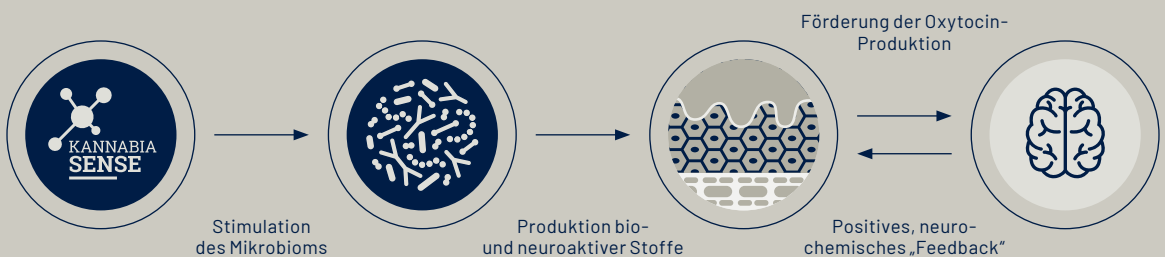 KANNABIA
SENSE
Stimulation
des Mikrobioms
Produktion bio-
und neuroaktiver Stoffe
Förderung der Oxytocin-
Produktion
Positives, neuro-
chemisches „Feedback“